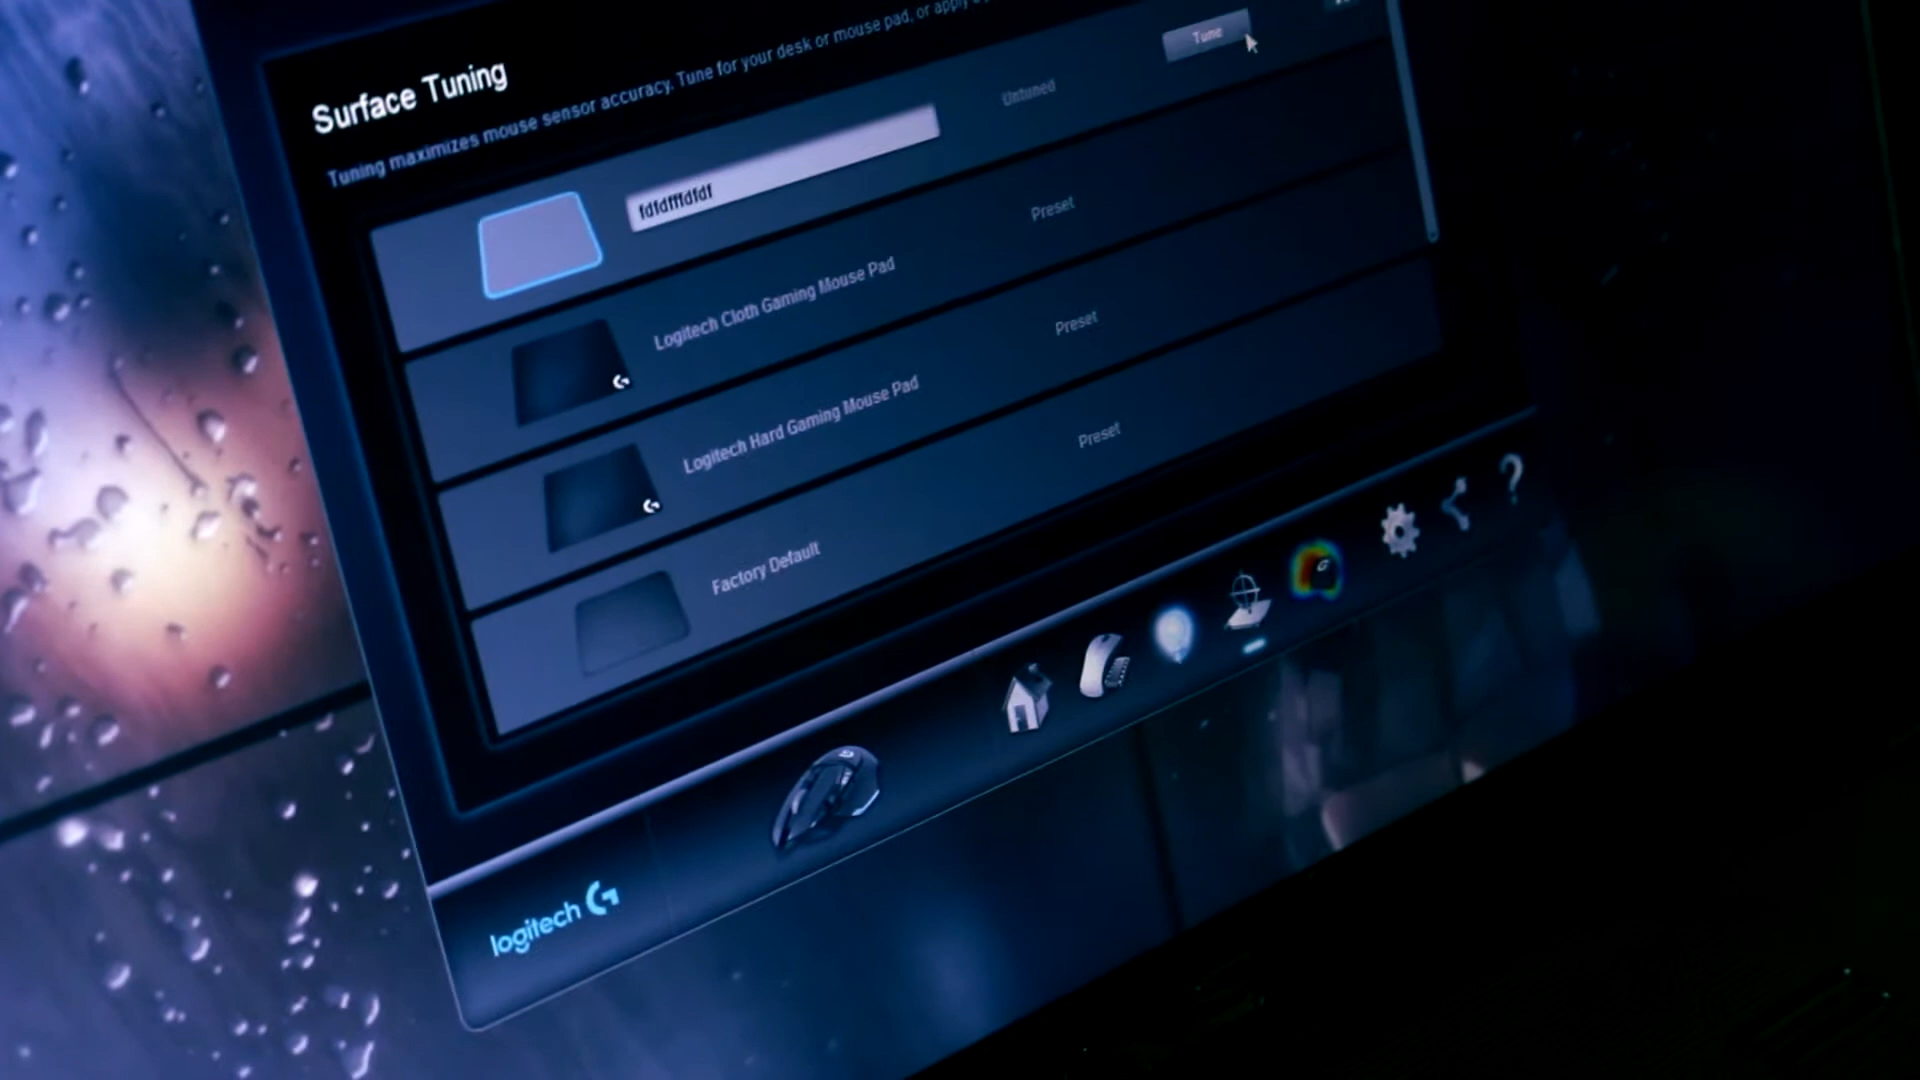 Surface Tuning
Tuning maximizes mouse sensor accuracy. Tune for your desk or mouse pad, or apply
Tune
fdfdfffdfdf
Untuned
Logitech Cloth Gaming Mouse Pad
Preset
Logitech Hard Gaming Mouse Pad
Preset
Factory Default
Preset
?
logitech G